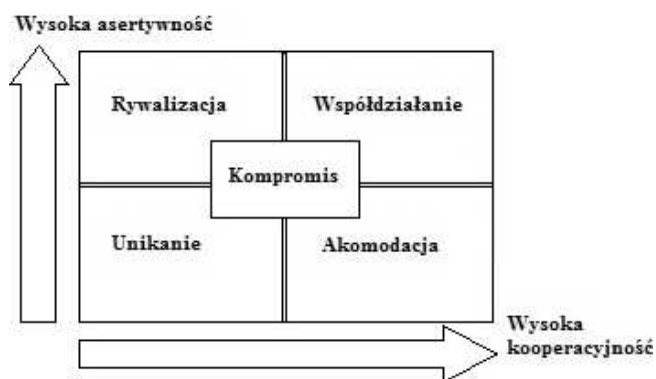 Wysoka asertywność
Rywalizacja
Współdziałanie
Kompromis
Unikanie
Akomodacja
Wysoka
kooperacyjność